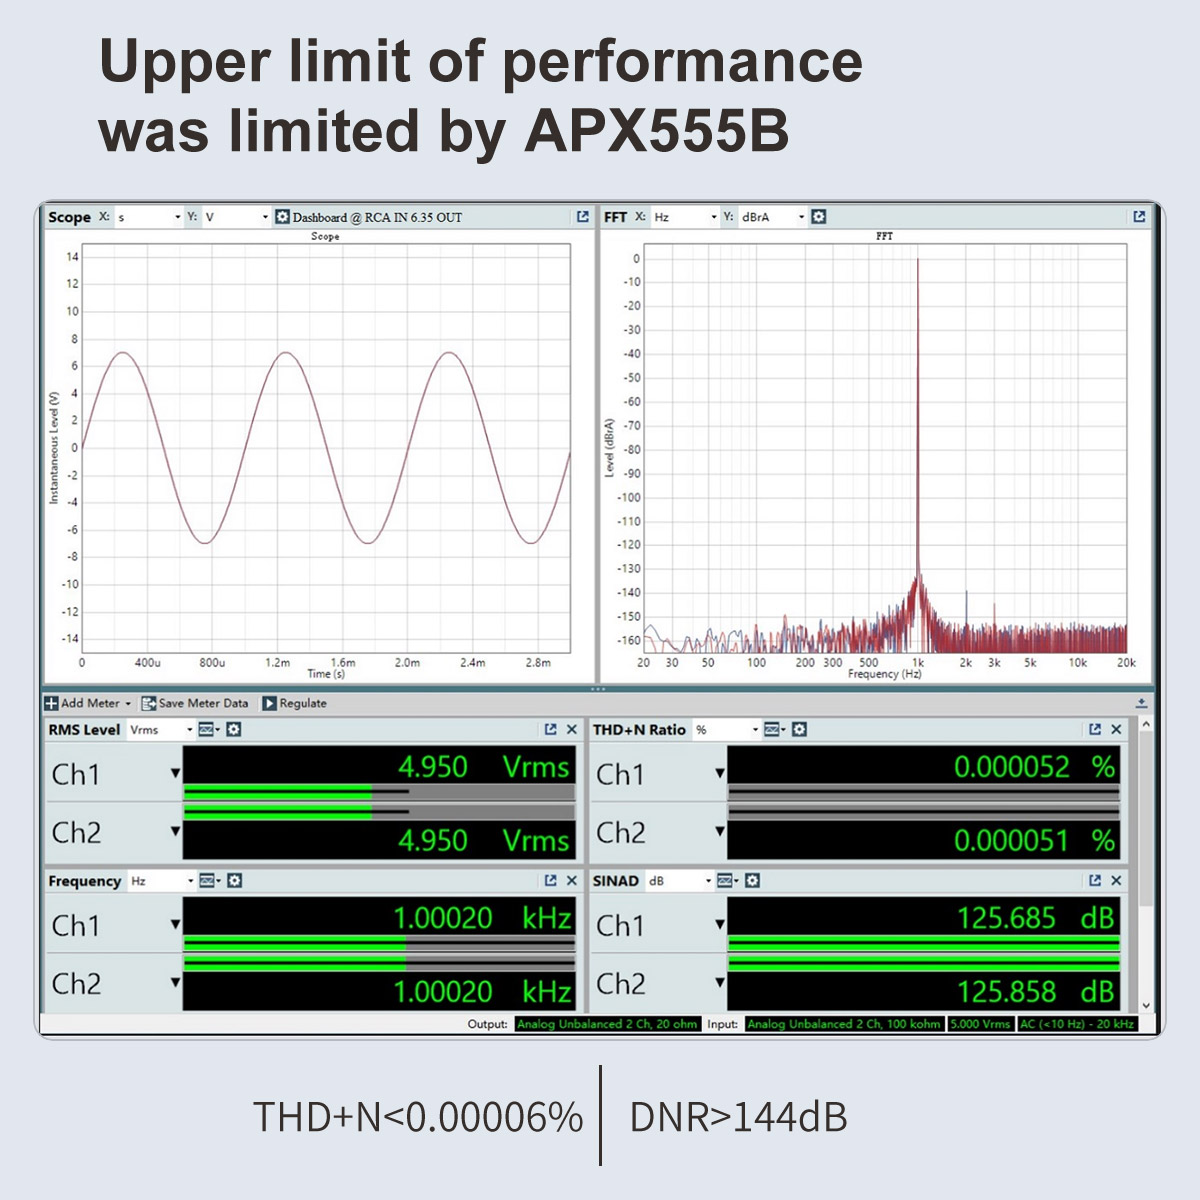 Upper limit of performance
was limited by APX555B
Scope X: s Y: V Dashboard @ RCA IN 6.35 OUT
Scope
14
12
10
8
6
4
2
0
-2
-4
-6
-8
-10
-12
-14
Instantaneous Level (V)
0 400u 800u 1.2m 1.6m 2.0m 2.4m 2.8m
Time (s)
FFT X: Hz Y: dBrA
FFT
0
-10
-20
-30
-40
-50
-60
-70
-80
-90
-100
-110
-120
-130
-140
-150
-160
Level (dBrA)
20 30 50 100 200 300 500 1k 2k 3k 5k 10k 20k
Frequency (Hz)
Add Meter Save Meter Data Regulate
RMS Level Vrms
Ch1 4.950 Vrms
Ch2 4.950 Vrms
THD+N Ratio %
Ch1 0.000052 %
Ch2 0.000051 %
Frequency Hz
Ch1 1.00020 kHz
Ch2 1.00020 kHz
SINAD dB
Ch1 125.685 dB
Ch2 125.858 dB
Output: Analog Unbalanced 2 Ch, 20 ohm Input: Analog Unbalanced 2 Ch, 100 kohm 5.000 Vrms AC (<10 Hz) - 20 kHz
THD+N<0.00006% DNR>144dB